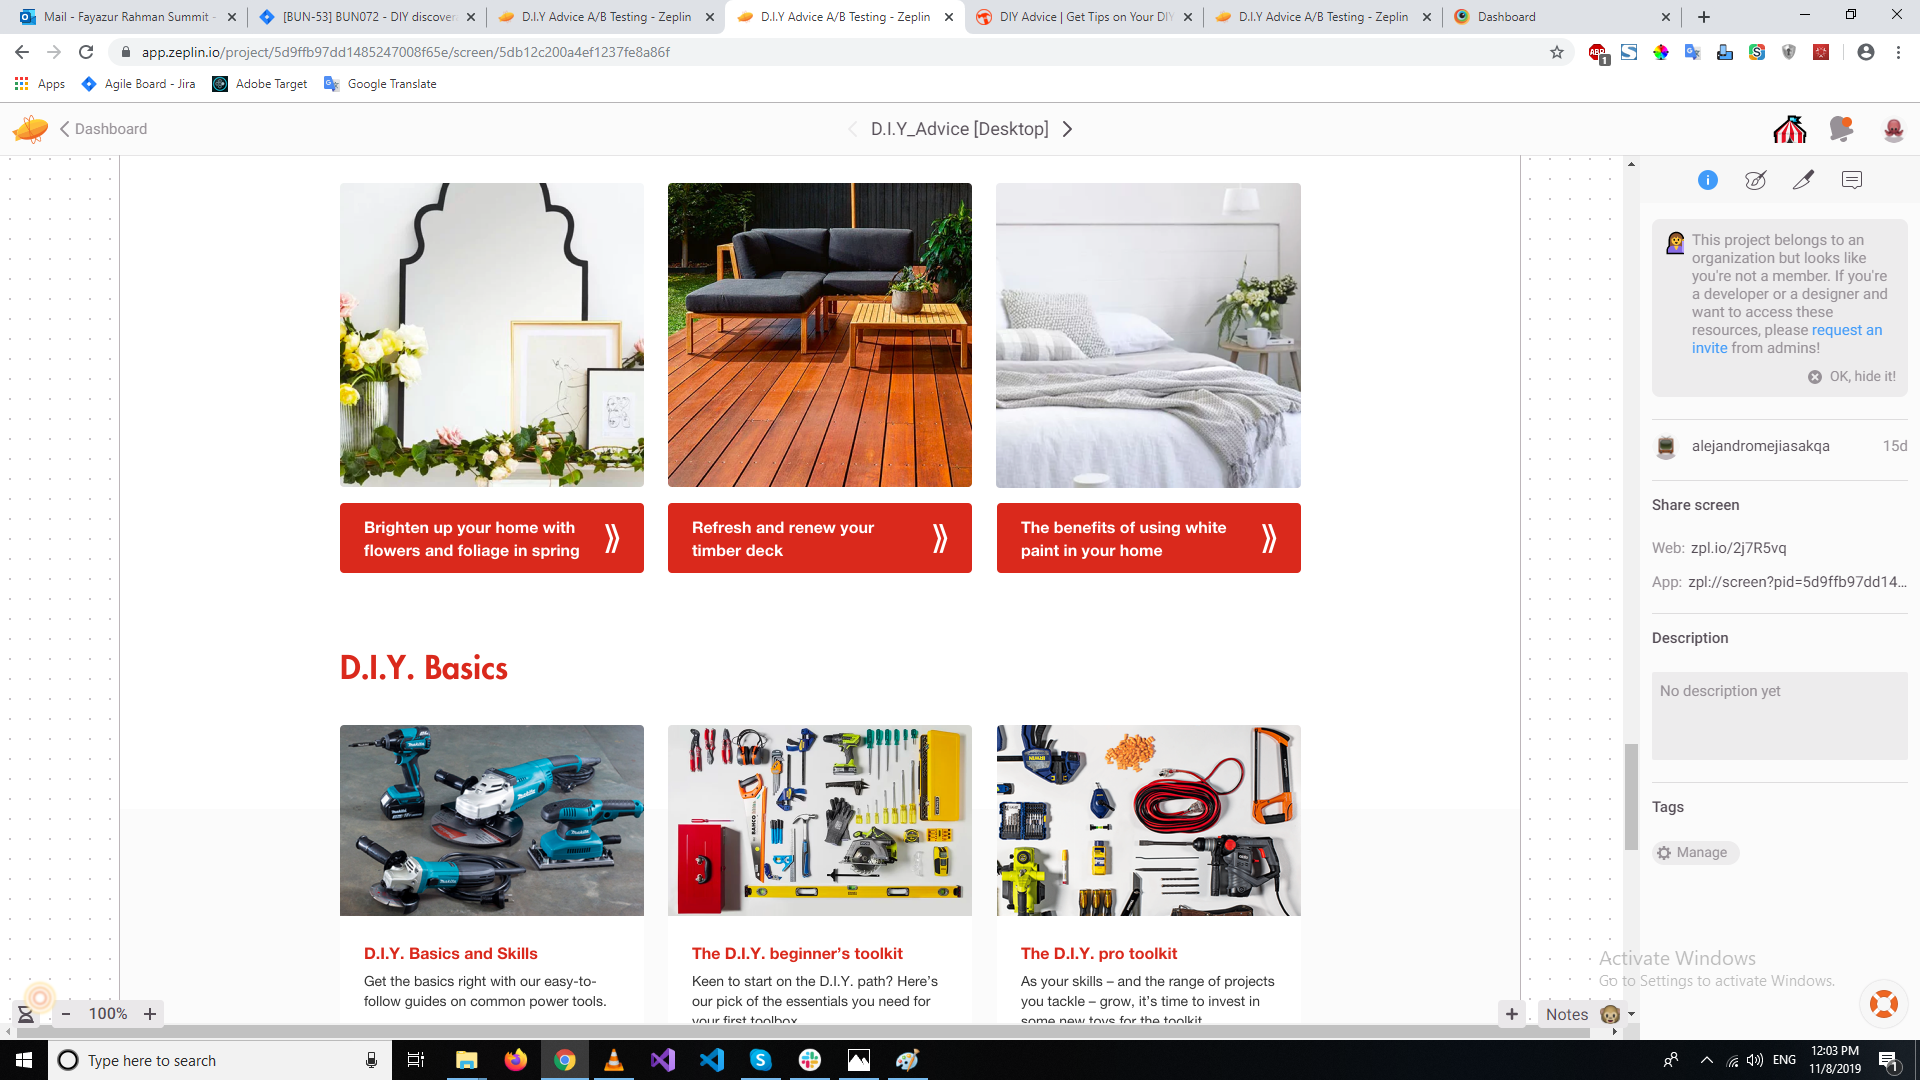 Mail - Fayazur Rahman Summit -
[BUN-53] BUN072 - DIY discover
D.I.Y Advice A/B Testing - Zeplin
D.I.Y Advice A/B Testing - Zeplin
DIY Advice | Get Tips on Your DIY
D.I.Y Advice A/B Testing - Zeplin
Dashboard
app.zeplin.io/project/5d9ffb97dd1485247008f65e/screen/5db12c200a4ef1237fe8a86f
ABP
1
Apps
Agile Board - Jira
Adobe Target
Google Translate
Dashboard
D.I.Y_Advice [Desktop]
This project belongs to an
organization but looks like
you're not a member. If you're
a developer or a designer and
want to access these
resources, please request an
invite from admins!
OK, hide it!
alejandromejiasakqa
15d
Share screen
Web: zpl.io/2j7R5vq
App: zpl://screen?pid=5d9ffb97dd14...
Description
No description yet
Tags
Manage
Brighten up your home with
flowers and foliage in spring
Refresh and renew your
timber deck
The benefits of using white
paint in your home
D.I.Y. Basics
D.I.Y. Basics and Skills
Get the basics right with our easy-to-
follow guides on common power tools.
The D.I.Y. beginner's toolkit
Keen to start on the D.I.Y. path? Here's
our pick of the essentials you need for
your first toolbox
The D.I.Y. pro toolkit
As your skills – and the range of projects
you tackle – grow, it's time to invest in
some new toys for the toolkit
Activate Windows
Go to Settings to activate Windows.
100%
Notes
Type here to search
ENG
12:03 PM
11/8/2019
1